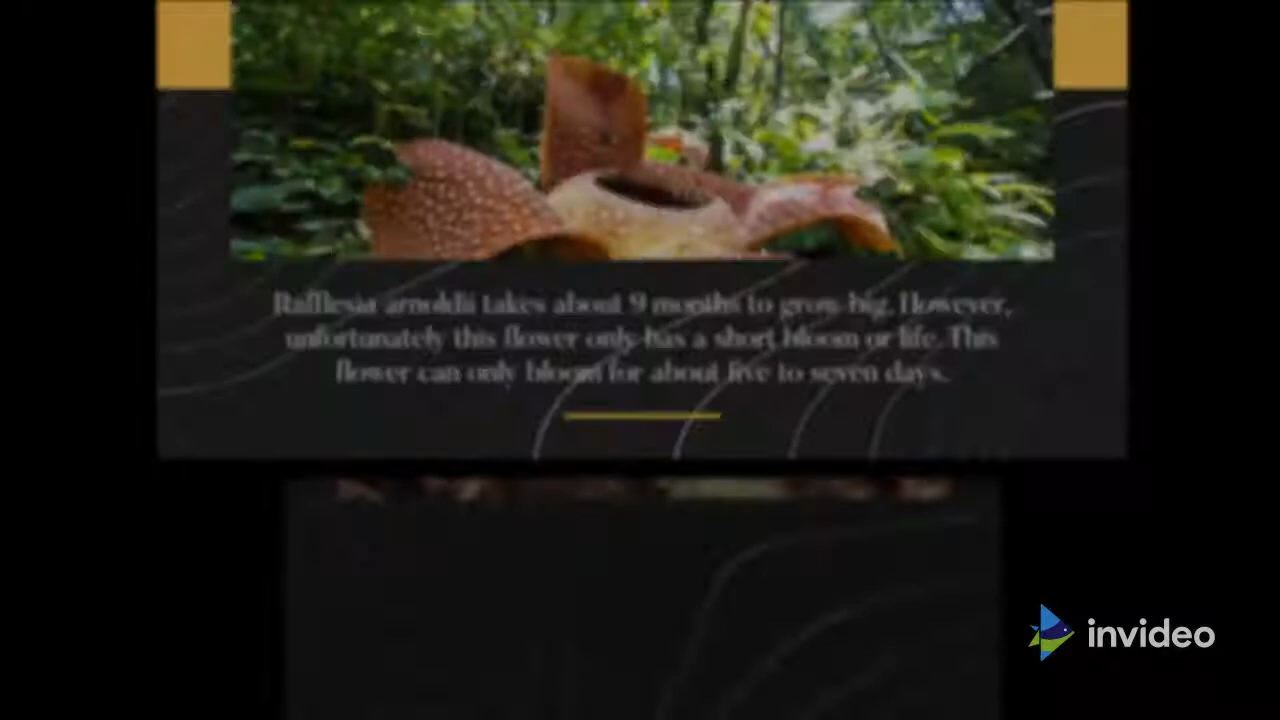 Rafflesia arnoldii takes about 9 months to grow big. However,
unfortunately this flower only has a short bloom or life. This
flower can only bloom for about five to seven days.
invideo